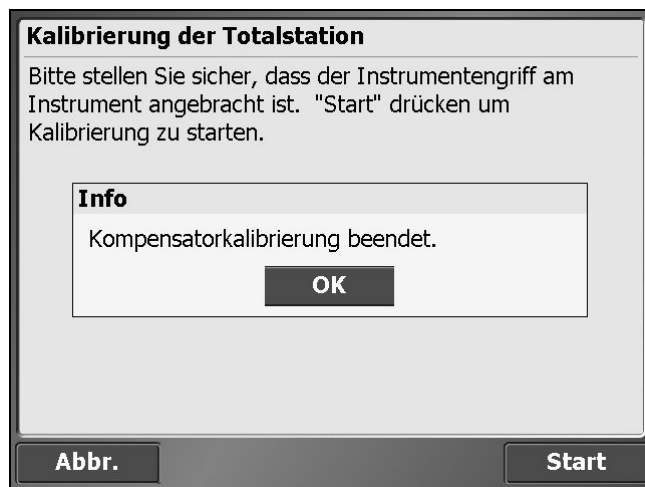 Kalibrierung der Totalstation
Bitte stellen Sie sicher, dass der Instrumentengriff am
Instrument angebracht ist. "Start" drücken um
Kalibrierung zu starten.
Info
Kompensatorkalibrierung beendet.
OK
Abbr.
Start